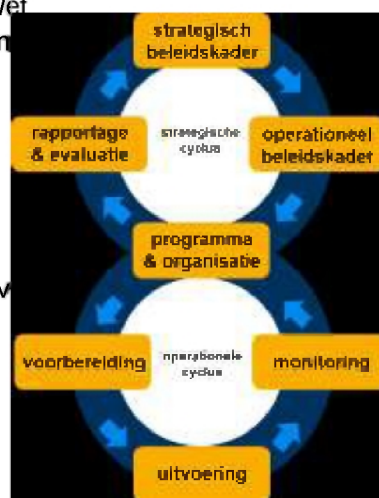 strategisch
beleidskader
rapportage
& evaluatie
strategische
cyclus
operationeel
beleidskader
programma
& organisatie
voorbereiding
operationele
cyclus
monitoring
uitvoering